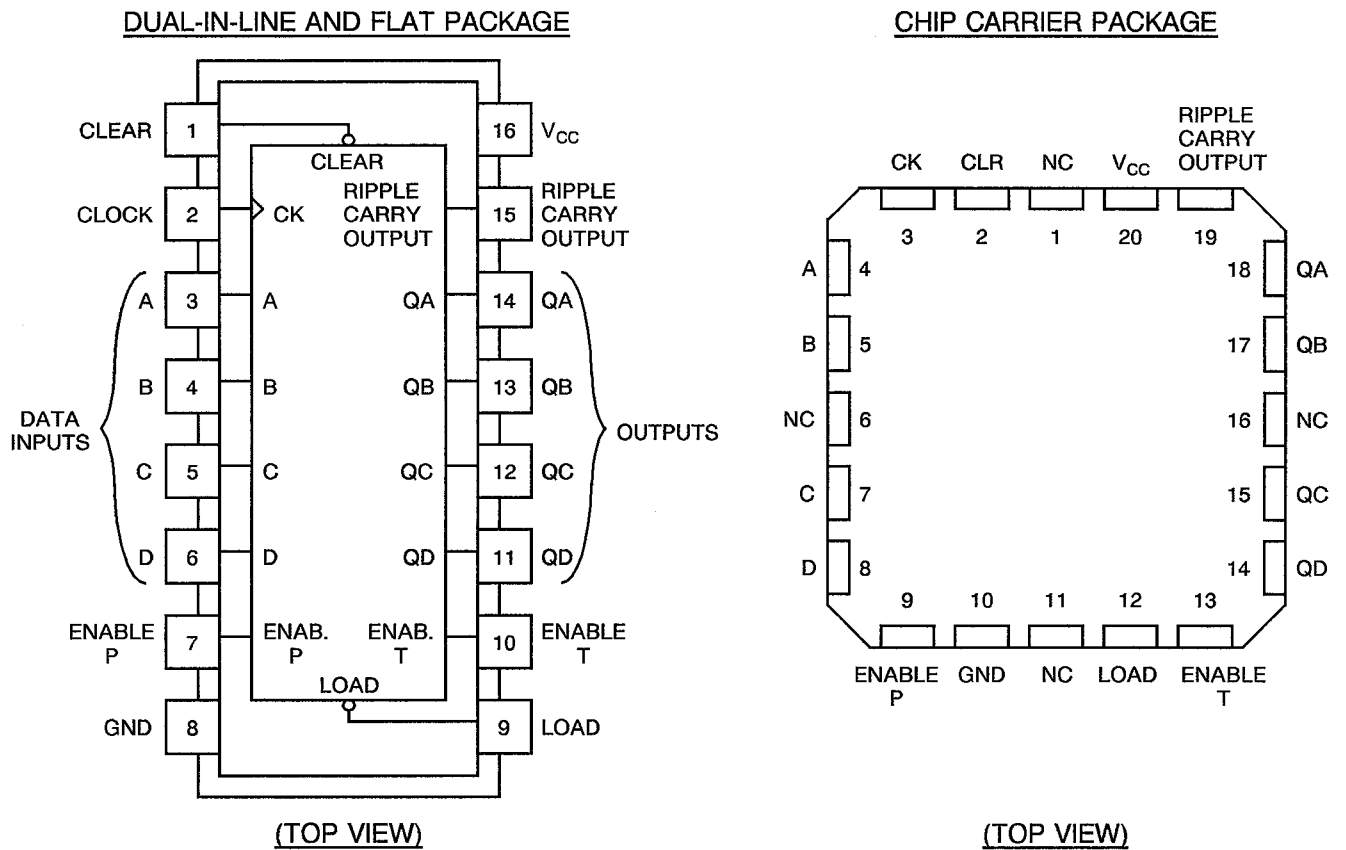 DUAL-IN-LINE AND FLAT PACKAGE
CLEAR 1 16 VCC
CLEAR
CLOCK 2 CK RIPPLE CARRY OUTPUT 15 RIPPLE CARRY OUTPUT
A 3 A QA 14 QA
B 4 B QB 13 QB
DATA INPUTS
OUTPUTS
C 5 C QC 12 QC
D 6 D QD 11 QD
ENABLE P 7 ENAB. P ENAB. T 10 ENABLE T
LOAD
GND 8 9 LOAD
(TOP VIEW)
CHIP CARRIER PACKAGE
CK CLR NC VCC RIPPLE CARRY OUTPUT
3 2 1 20 19
A 4 18 QA
B 5 17 QB
NC 6 16 NC
C 7 15 QC
D 8 14 QD
9 10 11 12 13
ENABLE P GND NC LOAD ENABLE T
(TOP VIEW)